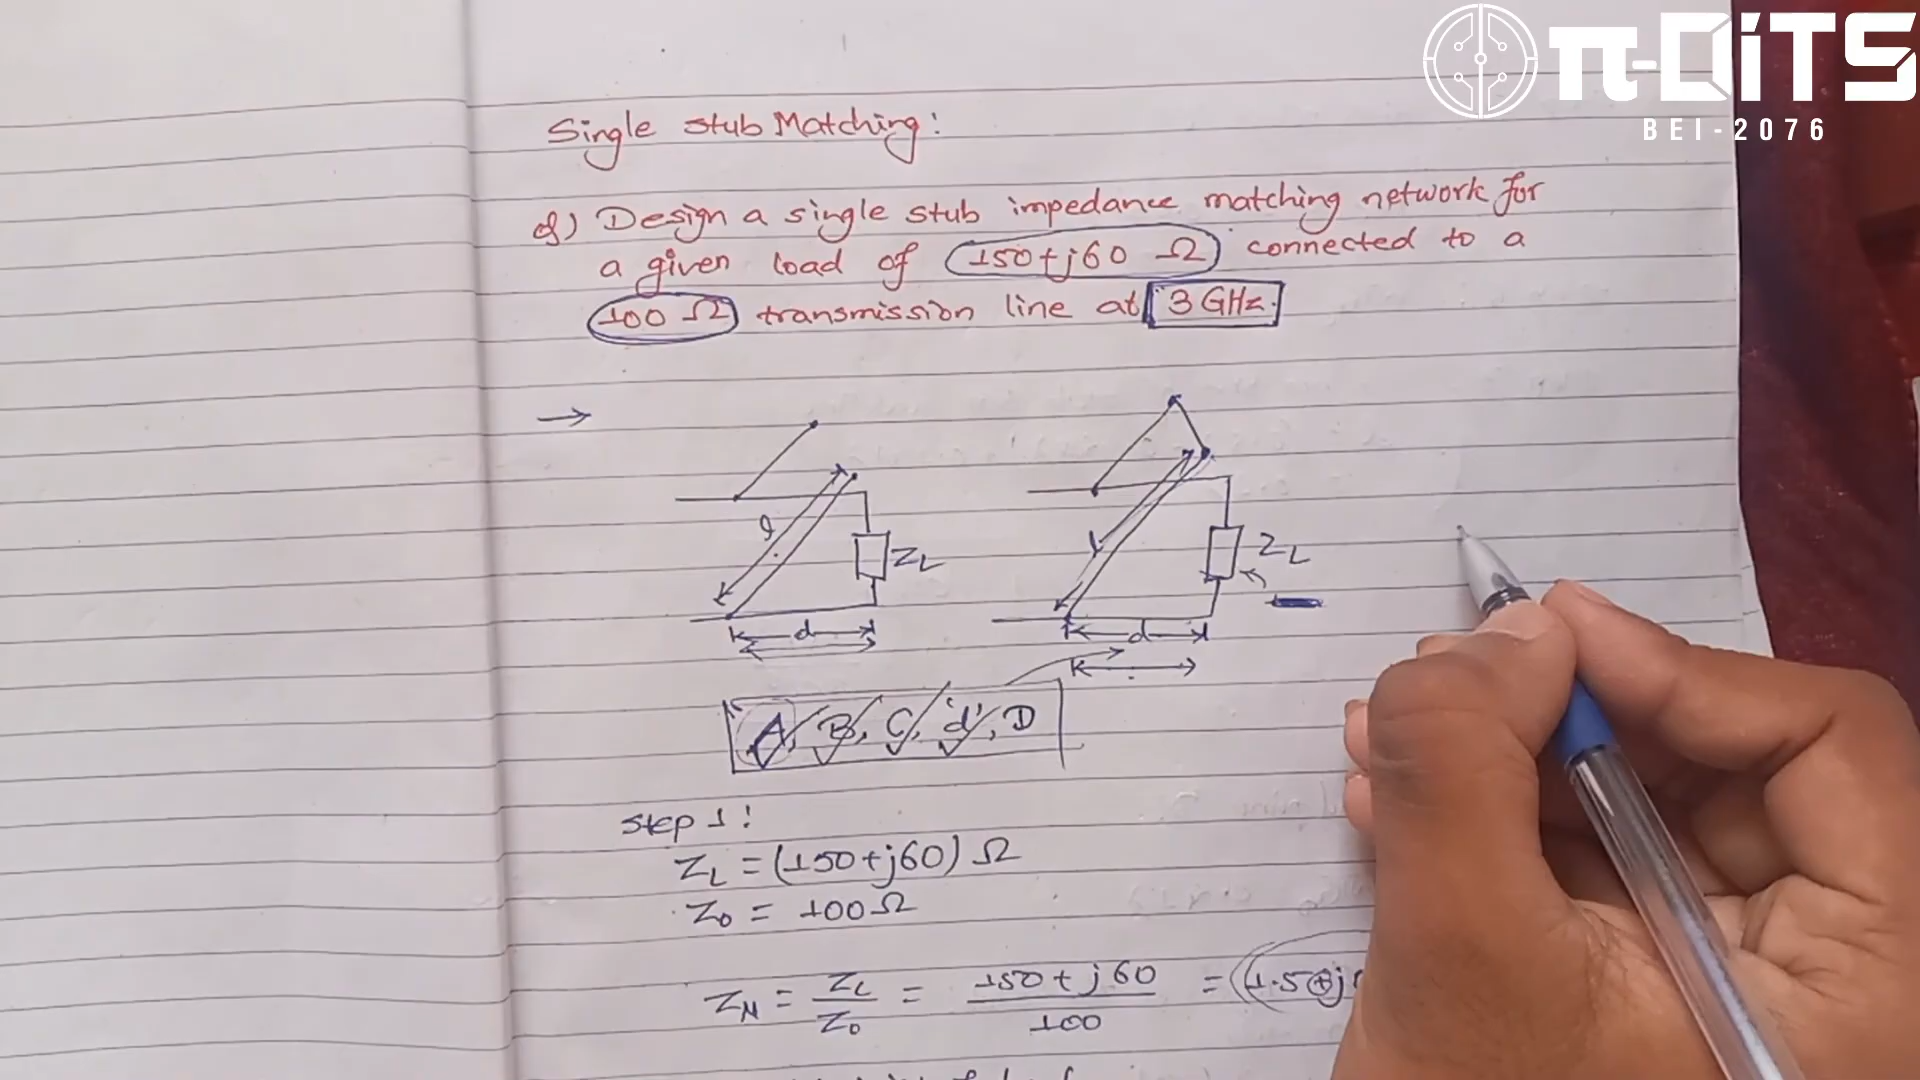 π-DiTS
BEI-2076
Single stub Matching:
Q) Design a single stub impedance matching network for
a given load of 150+j60 Ω connected to a
100 Ω transmission line at 3 GHz.
l
ZL
d
l
ZL
d
A, B, C, 'd', D
Step 1:
ZL = (150+j60) Ω
Z0 = 100Ω
ZN = ZL/Z0 = 150+j60/100 = (1.5+j